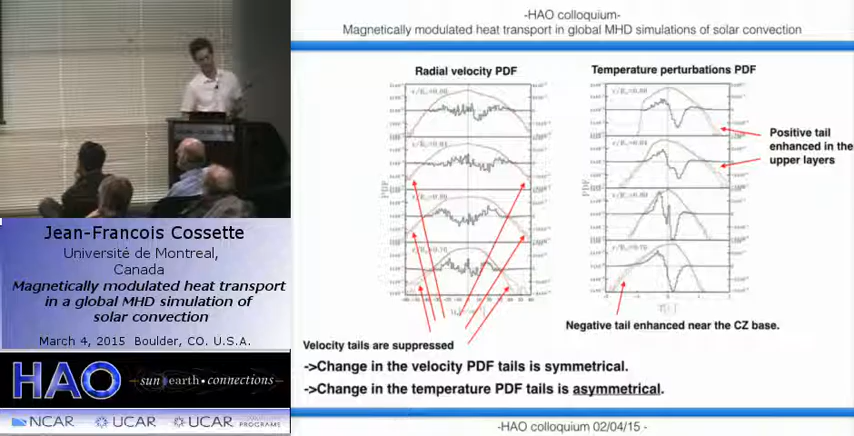 -HAO colloquium-
Magnetically modulated heat transport in global MHD simulations of solar convection
Radial velocity PDF
Temperature perturbations PDF
Positive tail
enhanced in the
upper layers
PDF
Velocity tails are suppressed
Negative tail enhanced near the CZ base.
->Change in the velocity PDF tails is symmetrical.
->Change in the temperature PDF tails is asymmetrical.
-HAO colloquium 02/04/15 -
Jean-Francois Cossette
Université de Montreal,
Canada
Magnetically modulated heat transport
in a global MHD simulation of
solar convection
March 4, 2015 Boulder, CO. U.S.A.
HAO
sun earth • connections
NCAR
UCAR
UCAR PROGRAMS